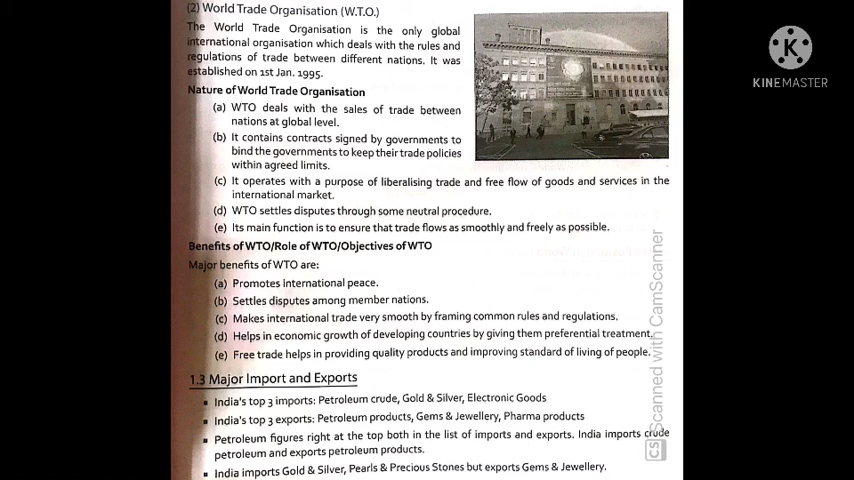 (2) World Trade Organisation (W.T.O.)
The World Trade Organisation is the only global
international organisation which deals with the rules and
regulations of trade between different nations. It was
established on 1st Jan. 1995.
Nature of World Trade Organisation
(a) WTO deals with the sales of trade between
nations at global level.
(b) It contains contracts signed by governments to
bind the governments to keep their trade policies
within agreed limits.
(c) It operates with a purpose of liberalising trade and free flow of goods and services in the
international market.
(d) WTO settles disputes through some neutral procedure.
(e) Its main function is to ensure that trade flows as smoothly and freely as possible.
Benefits of WTO/Role of WTO/Objectives of WTO
Major benefits of WTO are:
(a) Promotes international peace.
(b) Settles disputes among member nations.
(c) Makes international trade very smooth by framing common rules and regulations.
(d) Helps in economic growth of developing countries by giving them preferential treatment.
(e) Free trade helps in providing quality products and improving standard of living of people.
1.3 Major Import and Exports
▪ India's top 3 imports: Petroleum crude, Gold & Silver, Electronic Goods
▪ India's top 3 exports: Petroleum products, Gems & Jewellery, Pharma products
▪ Petroleum figures right at the top both in the list of imports and exports. India imports crude
petroleum and exports petroleum products.
▪ India imports Gold & Silver, Pearls & Precious Stones but exports Gems & Jewellery.
CS Scanned with CamScanner
K
KINEMASTER